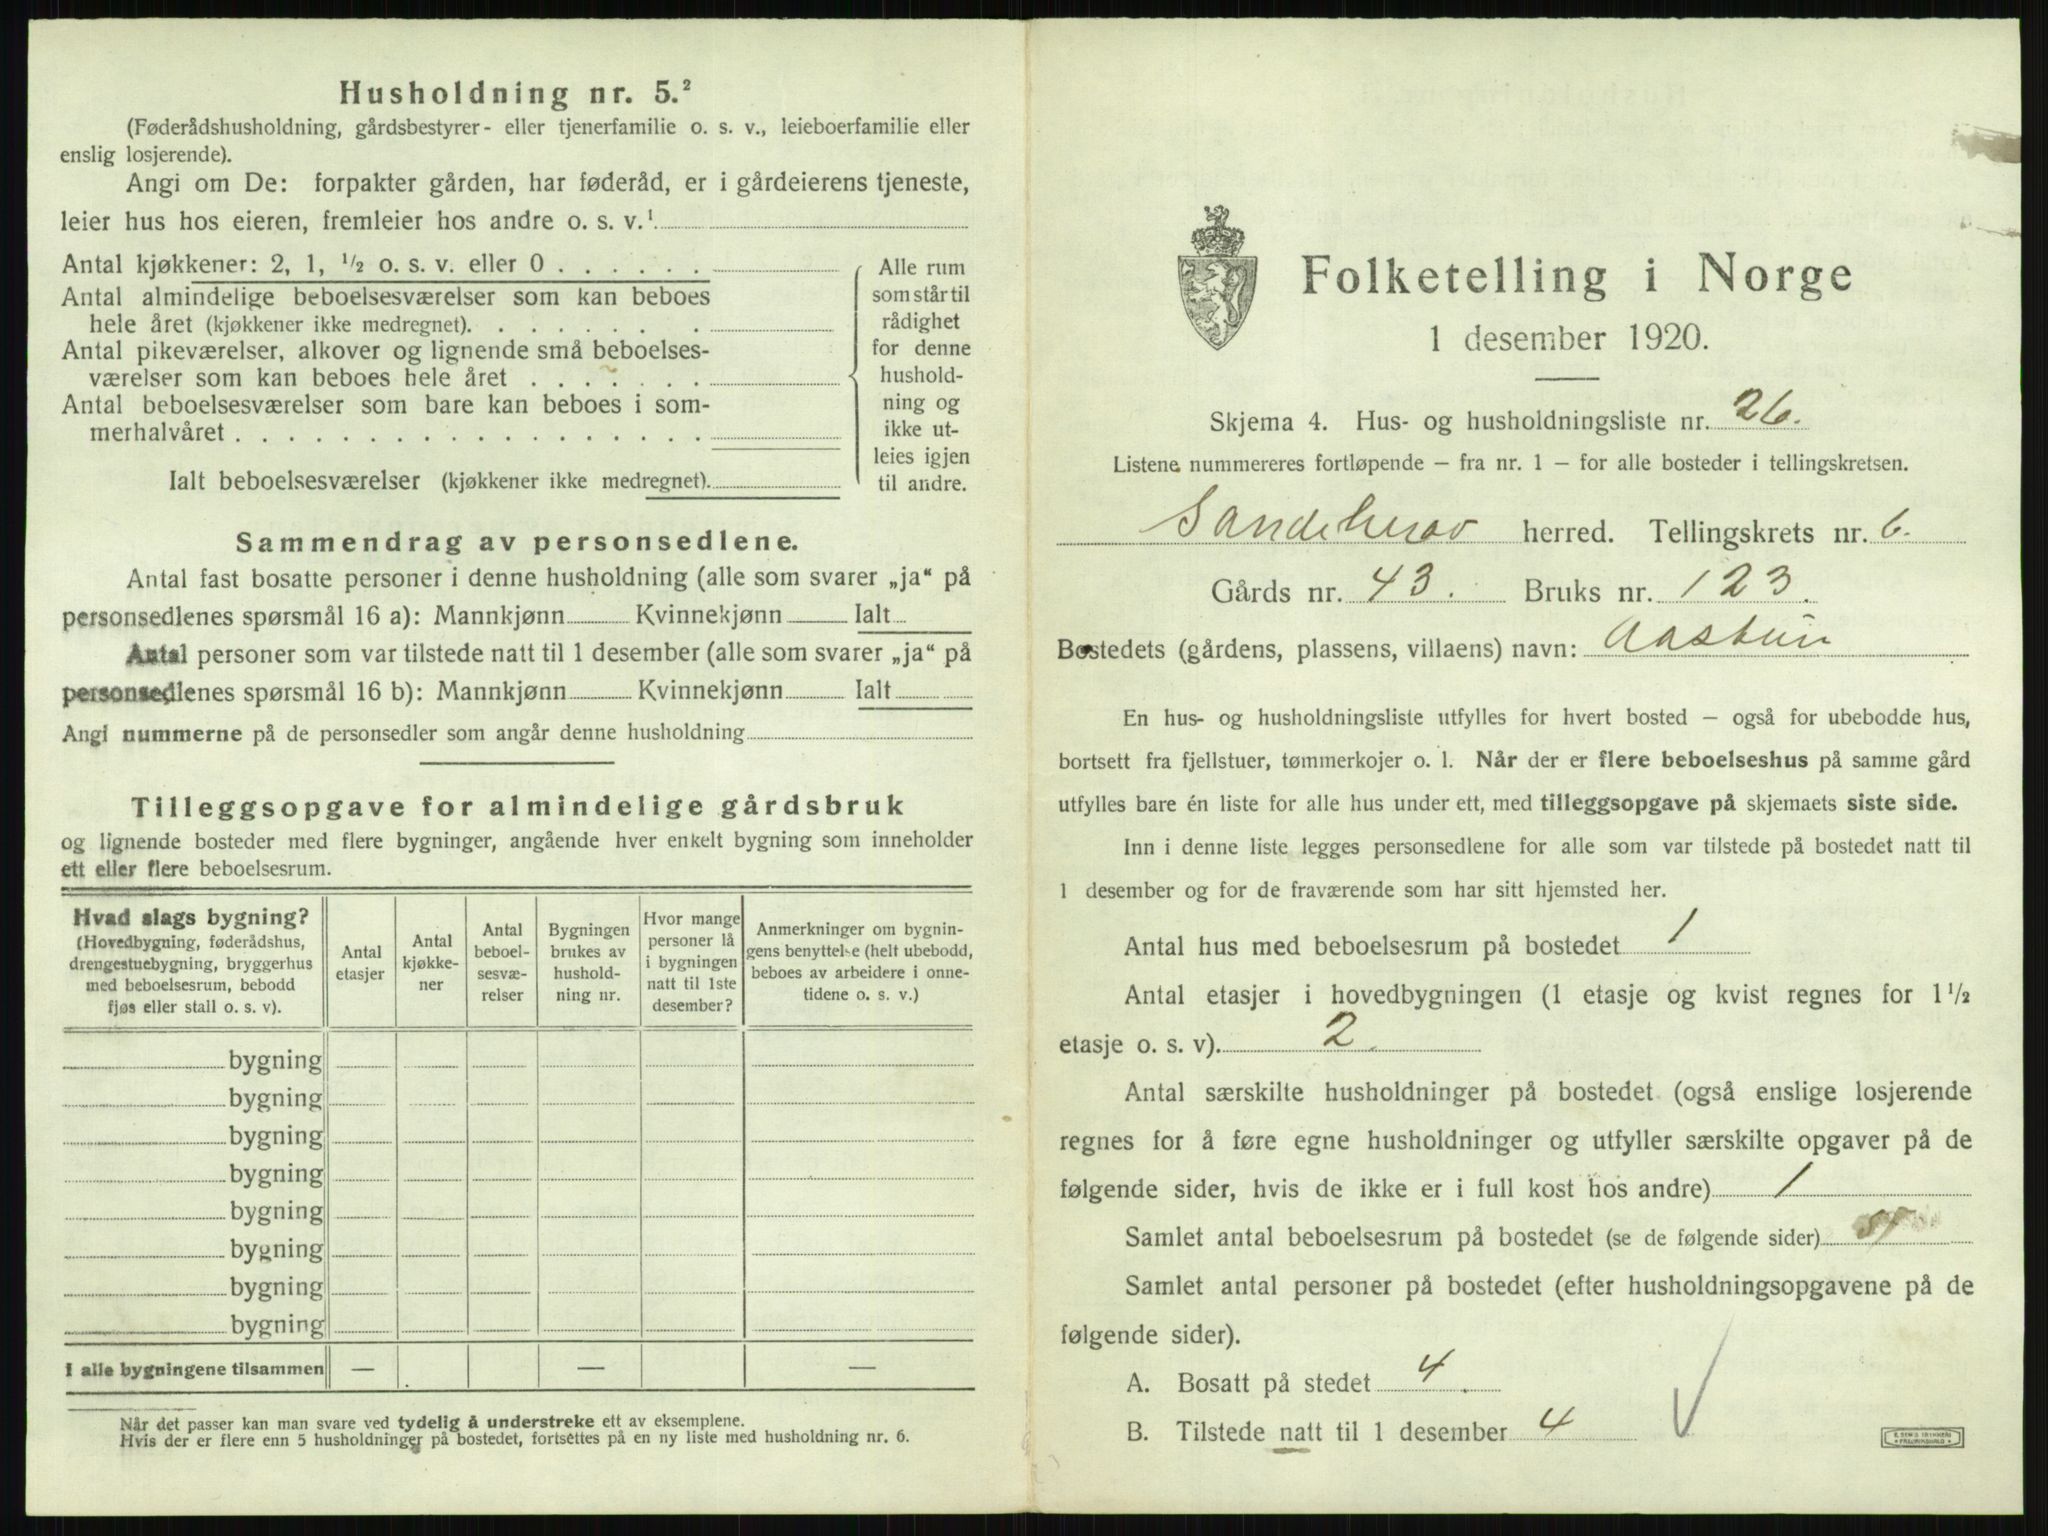 Husholdning nr. 5.²
(Føderådshusholdning, gårdsbestyrer- eller tjenerfamilie o. s. v., leieboerfamilie eller
enslig losjerende).
Angi om De: forpakter gården, har føderåd, er i gårdeierens tjeneste,
leier hus hos eieren, fremleier hos andre o. s. v.¹
Antal kjøkkener: 2, 1, ½ o. s. v. eller 0 . . . . . .
Antal almindelige beboelsesværelser som kan beboes
hele året (kjøkkener ikke medregnet). . . . . . . .
Antal pikeværelser, alkover og lignende små beboelses-
værelser som kan beboes hele året . . . . . . .
Antal beboelsesværelser som bare kan beboes i som-
merhalvåret . . . . . . . . . . . . . . . . . .
Ialt beboelsesværelser (kjøkkener ikke medregnet).
Alle rum
som står til
rådighet
for denne
hushold-
ning og
ikke ut-
leies igjen
til andre.
Sammendrag av personsedlene.
Antal fast bosatte personer i denne husholdning (alle som svarer „ja“ på
personsedlenes spørsmål 16 a): Mannkjønn Kvinnekjønn Ialt
Antal personer som var tilstede natt til 1 desember (alle som svarer „ja“ på
personsedlenes spørsmål 16 b): Mannkjønn Kvinnekjønn Ialt
Angi nummerne på de personsedler som angår denne husholdning
Tilleggsopgave for almindelige gårdsbruk
og lignende bosteder med flere bygninger, angående hver enkelt bygning som inneholder
ett eller flere beboelsesrum.
Hvad slags bygning?
(Hovedbygning, føderådshus,
drengestuebygning, bryggerhus
med beboelsesrum, bebodd
fjøs eller stall o. s. v).
Antal
etasjer
Antal
kjøkke-
ner
Antal
beboel-
sesvæ-
relser
Bygningen
brukes av
hushold-
ning nr.
Hvor mange
personer lå
i bygningen
natt til 1ste
desember?
Anmerkninger om bygnin-
gens benyttelse (helt ubebodd,
beboes av arbeidere i onne-
tidene o. s. v.)
bygning
bygning
bygning
bygning
bygning
bygning
bygning
bygning
I alle bygningene tilsammen — — —
Når det passer kan man svare ved tydelig å understreke ett av eksemplene.
Hvis der er flere enn 5 husholdninger på bostedet, fortsettes på en ny liste med husholdning nr. 6.
Folketelling i Norge
1 desember 1920.
Skjema 4. Hus- og husholdningsliste nr. 26.
Listene nummereres fortløpende — fra nr. 1 — for alle bosteder i tellingskretsen.
Sandeherav herred. Tellingskrets nr. 6.
Gårds nr. 43. Bruks nr. 123.
Bostedets (gårdens, plassens, villaens) navn: Aastun
En hus- og husholdningsliste utfylles for hvert bosted — også for ubebodde hus,
bortsett fra fjellstuer, tømmerkojer o. l. Når der er flere beboelseshus på samme gård
utfylles bare én liste for alle hus under ett, med tilleggsopgave på skjemaets siste side.
Inn i denne liste legges personsedlene for alle som var tilstede på bostedet natt til
1 desember og for de fraværende som har sitt hjemsted her.
Antal hus med beboelsesrum på bostedet 1
Antal etasjer i hovedbygningen (1 etasje og kvist regnes for 1½
etasje o. s. v). 2
Antal særskilte husholdninger på bostedet (også enslige losjerende
regnes for å føre egne husholdninger og utfyller særskilte opgaver på de
følgende sider, hvis de ikke er i full kost hos andre) 1
Samlet antal beboelsesrum på bostedet (se de følgende sider)
Samlet antal personer på bostedet (efter husholdningsopgavene på de
følgende sider).
A. Bosatt på stedet 4.
B. Tilstede natt til 1 desember 4